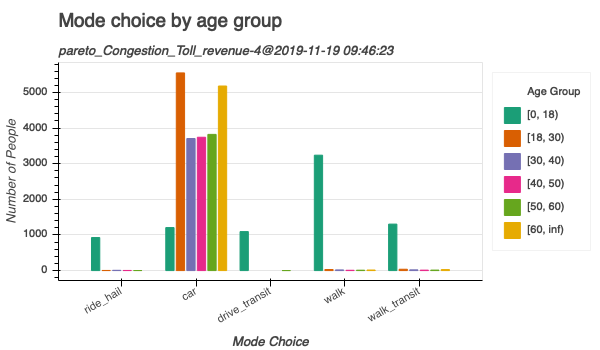 Mode choice by age group
pareto_Congestion_Toll_revenue-4@2019-11-19 09:46:23
Number of People
5000
4000
3000
2000
1000
0
ride_hail
car
drive_transit
walk
walk_transit
Mode Choice
Age Group
[0, 18)
[18, 30)
[30, 40)
[40, 50)
[50, 60)
[60, inf)